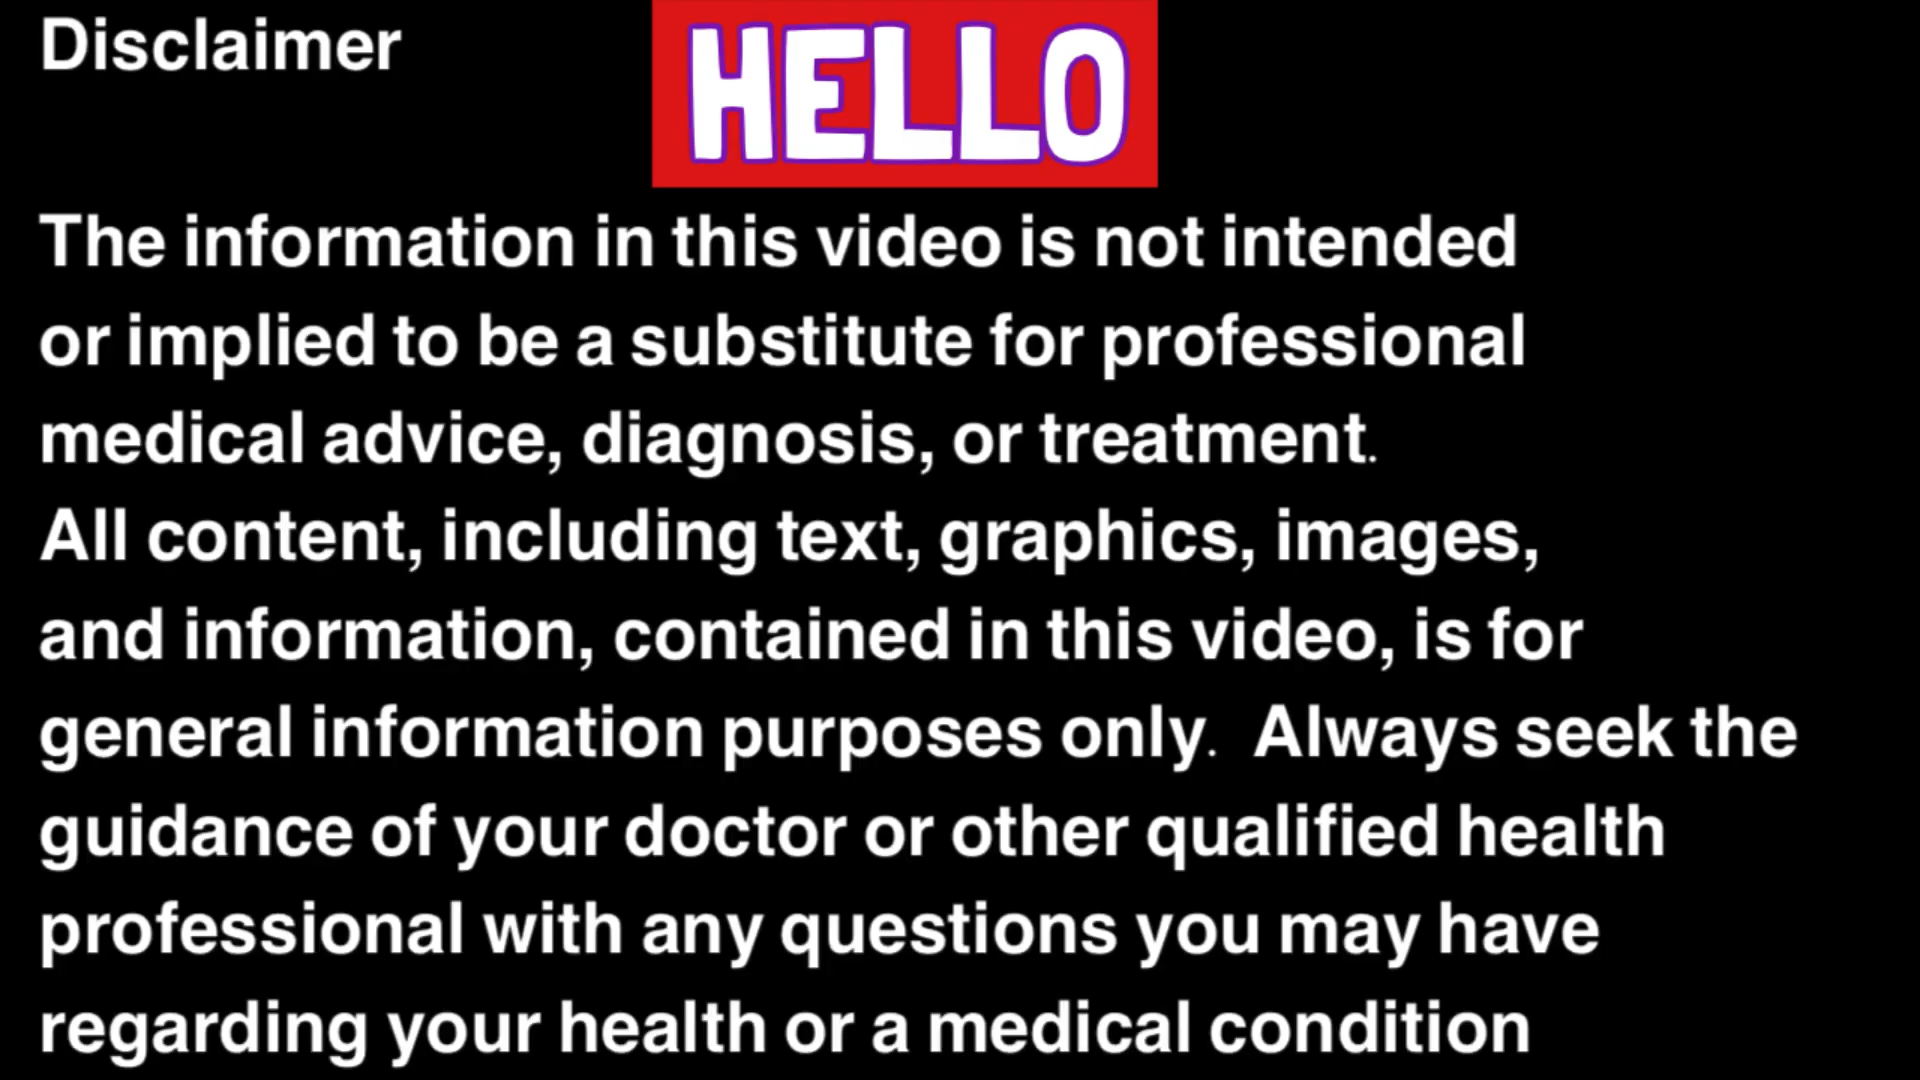 Disclaimer
HELLO
The information in this video is not intended
or implied to be a substitute for professional
medical advice, diagnosis, or treatment.
All content, including text, graphics, images,
and information, contained in this video, is for
general information purposes only.  Always seek the
guidance of your doctor or other qualified health
professional with any questions you may have
regarding your health or a medical condition